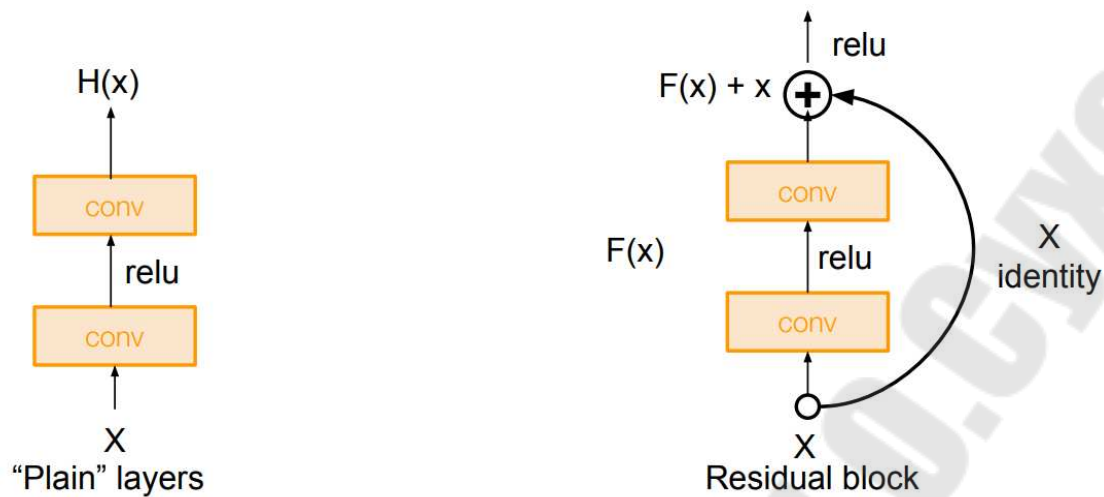 H(x)
conv
relu
conv
X
“Plain” layers
relu
F(x) + x
conv
F(x)
relu
X
identity
conv
X
Residual block